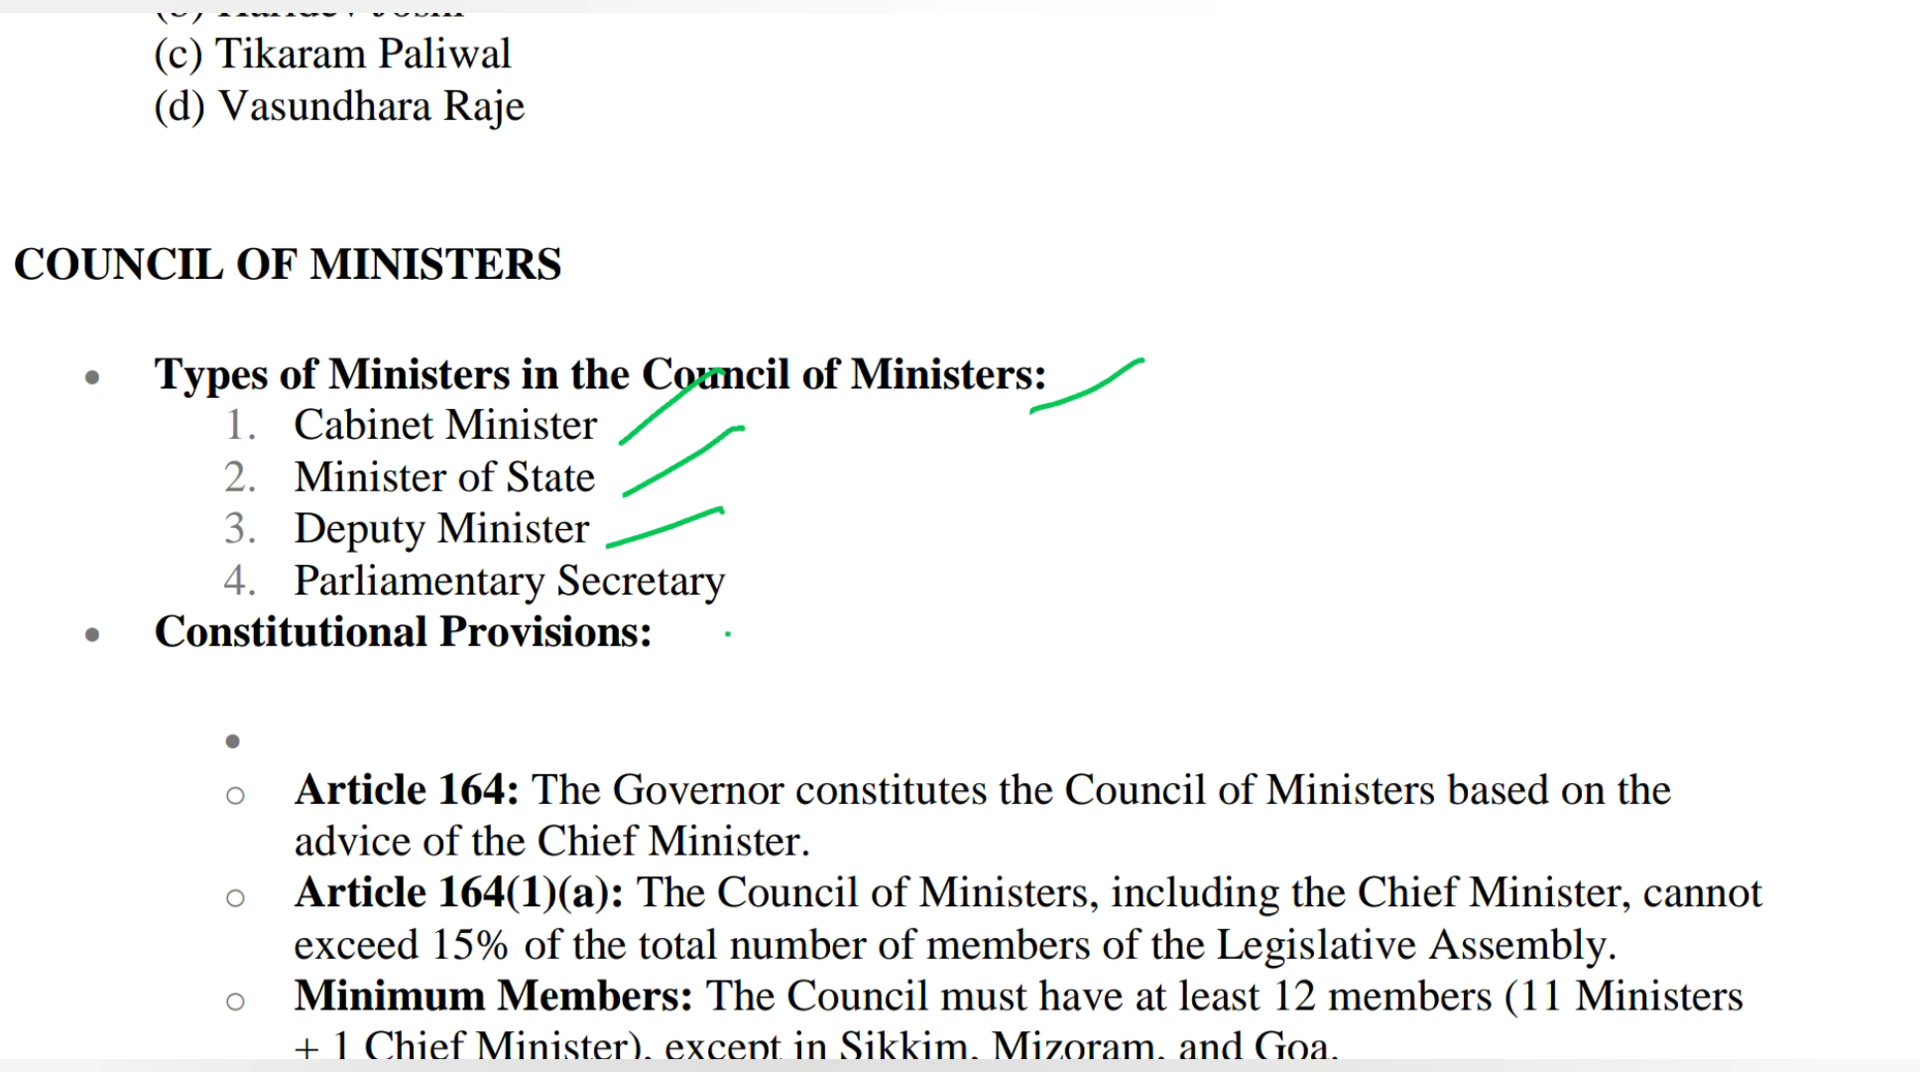 (b) Haridev Joshi
(c) Tikaram Paliwal
(d) Vasundhara Raje
COUNCIL OF MINISTERS
• Types of Ministers in the Council of Ministers:
1. Cabinet Minister
2. Minister of State
3. Deputy Minister
4. Parliamentary Secretary
• Constitutional Provisions:
•
○ Article 164: The Governor constitutes the Council of Ministers based on the
advice of the Chief Minister.
○ Article 164(1)(a): The Council of Ministers, including the Chief Minister, cannot
exceed 15% of the total number of members of the Legislative Assembly.
○ Minimum Members: The Council must have at least 12 members (11 Ministers
+ 1 Chief Minister), except in Sikkim, Mizoram, and Goa.